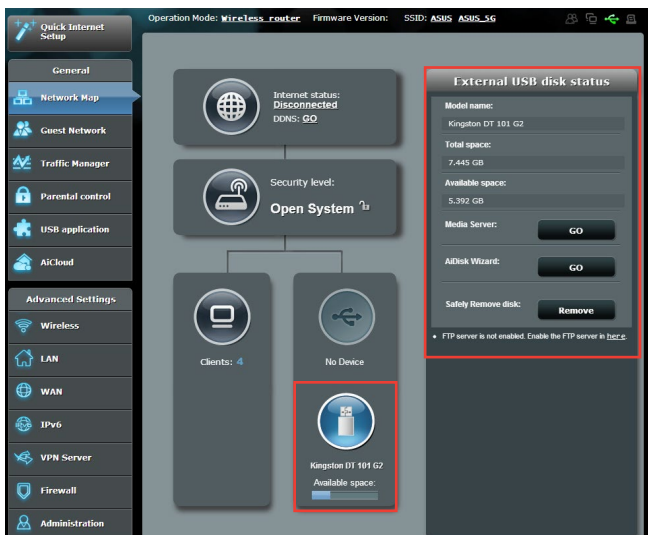 Operation Mode: Wireless router Firmware Version: SSID: ASUS ASUS_5G
Quick Internet
Setup
General
Network Map
Guest Network
Traffic Manager
Parental control
USB application
AiCloud
Advanced Settings
Wireless
LAN
WAN
IPv6
VPN Server
Firewall
Administration
Internet status:
Disconnected
DDNS: GO
Security level:
Open System
Clients: 4
No Device
Kingston DT 101 G2
Available space:
External USB disk status
Model name:
Kingston DT 101 G2
Total space:
7.445 GB
Available space:
5.392 GB
Media Server: GO
AiDisk Wizard: GO
Safely Remove disk: Remove
• FTP server is not enabled. Enable the FTP server in here.